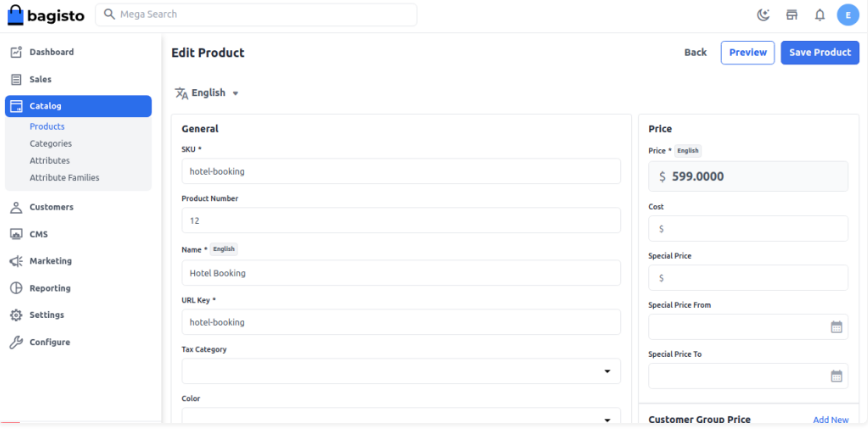 bagisto
Mega Search
E
Dashboard
Sales
Catalog
Products
Categories
Attributes
Attribute Families
Customers
CMS
Marketing
Reporting
Settings
Configure
Edit Product
Back
Preview
Save Product
English
General
SKU *
hotel-booking
Product Number
12
Name * English
Hotel Booking
URL Key *
hotel-booking
Tax Category
Color
Price
Price * English
$ 599.0000
Cost
$
Special Price
$
Special Price From
Special Price To
Customer Group Price
Add New